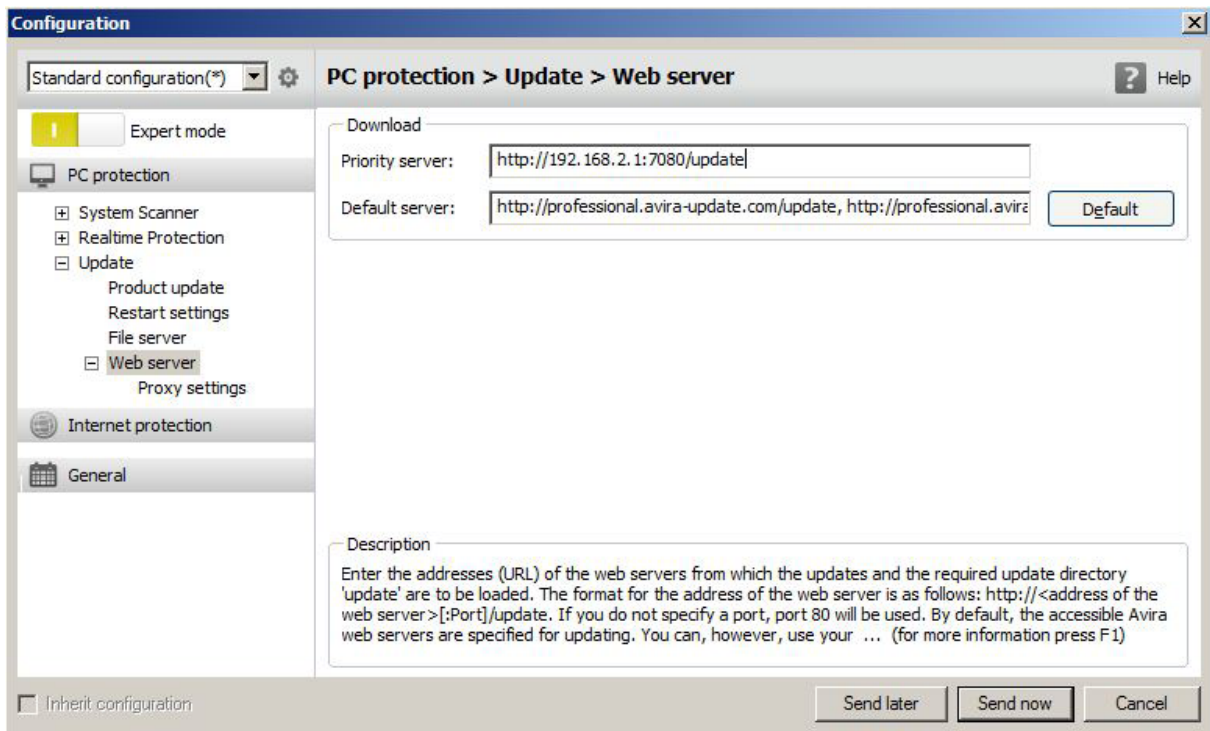 Configuration
Standard configuration(*)
PC protection > Update > Web server
? Help
I Expert mode
PC protection
System Scanner
Realtime Protection
Update
Product update
Restart settings
File server
Web server
Proxy settings
Internet protection
General
Download
Priority server: http://192.168.2.1:7080/update
Default server: http://professional.avira-update.com/update, http://professional.avira
Default
Description
Enter the addresses (URL) of the web servers from which the updates and the required update directory
'update' are to be loaded. The format for the address of the web server is as follows: http://<address of the
web server>[:Port]/update. If you do not specify a port, port 80 will be used. By default, the accessible Avira
web servers are specified for updating. You can, however, use your ... (for more information press F1)
Inherit configuration
Send later
Send now
Cancel